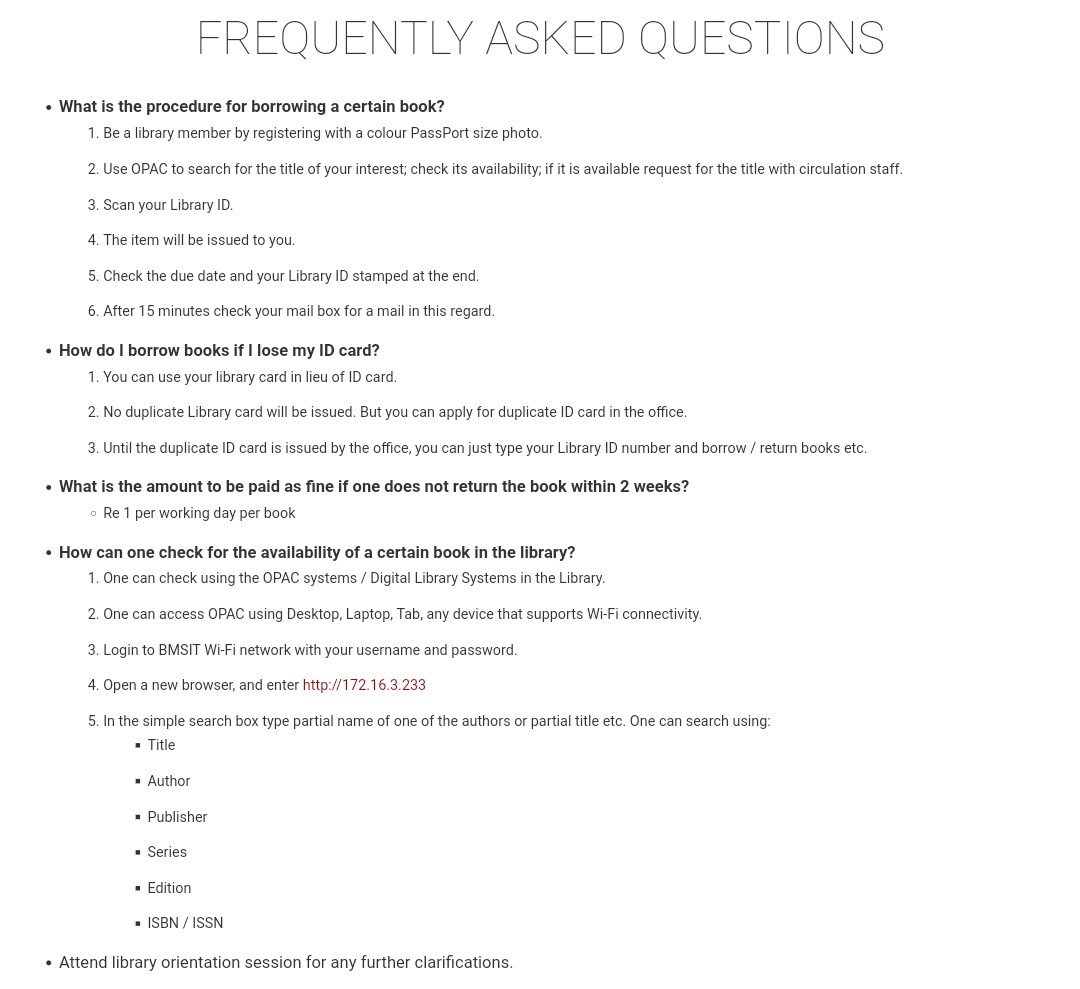 FREQUENTLY ASKED QUESTIONS
• What is the procedure for borrowing a certain book?
1. Be a library member by registering with a colour PassPort size photo.
2. Use OPAC to search for the title of your interest; check its availability; if it is available request for the title with circulation staff.
3. Scan your Library ID.
4. The item will be issued to you.
5. Check the due date and your Library ID stamped at the end.
6. After 15 minutes check your mail box for a mail in this regard.
• How do I borrow books if I lose my ID card?
1. You can use your library card in lieu of ID card.
2. No duplicate Library card will be issued. But you can apply for duplicate ID card in the office.
3. Until the duplicate ID card is issued by the office, you can just type your Library ID number and borrow / return books etc.
• What is the amount to be paid as fine if one does not return the book within 2 weeks?
○ Re 1 per working day per book
• How can one check for the availability of a certain book in the library?
1. One can check using the OPAC systems / Digital Library Systems in the Library.
2. One can access OPAC using Desktop, Laptop, Tab, any device that supports Wi-Fi connectivity.
3. Login to BMSIT Wi-Fi network with your username and password.
4. Open a new browser, and enter http://172.16.3.233
5. In the simple search box type partial name of one of the authors or partial title etc. One can search using:
▪ Title
▪ Author
▪ Publisher
▪ Series
▪ Edition
▪ ISBN / ISSN
• Attend library orientation session for any further clarifications.